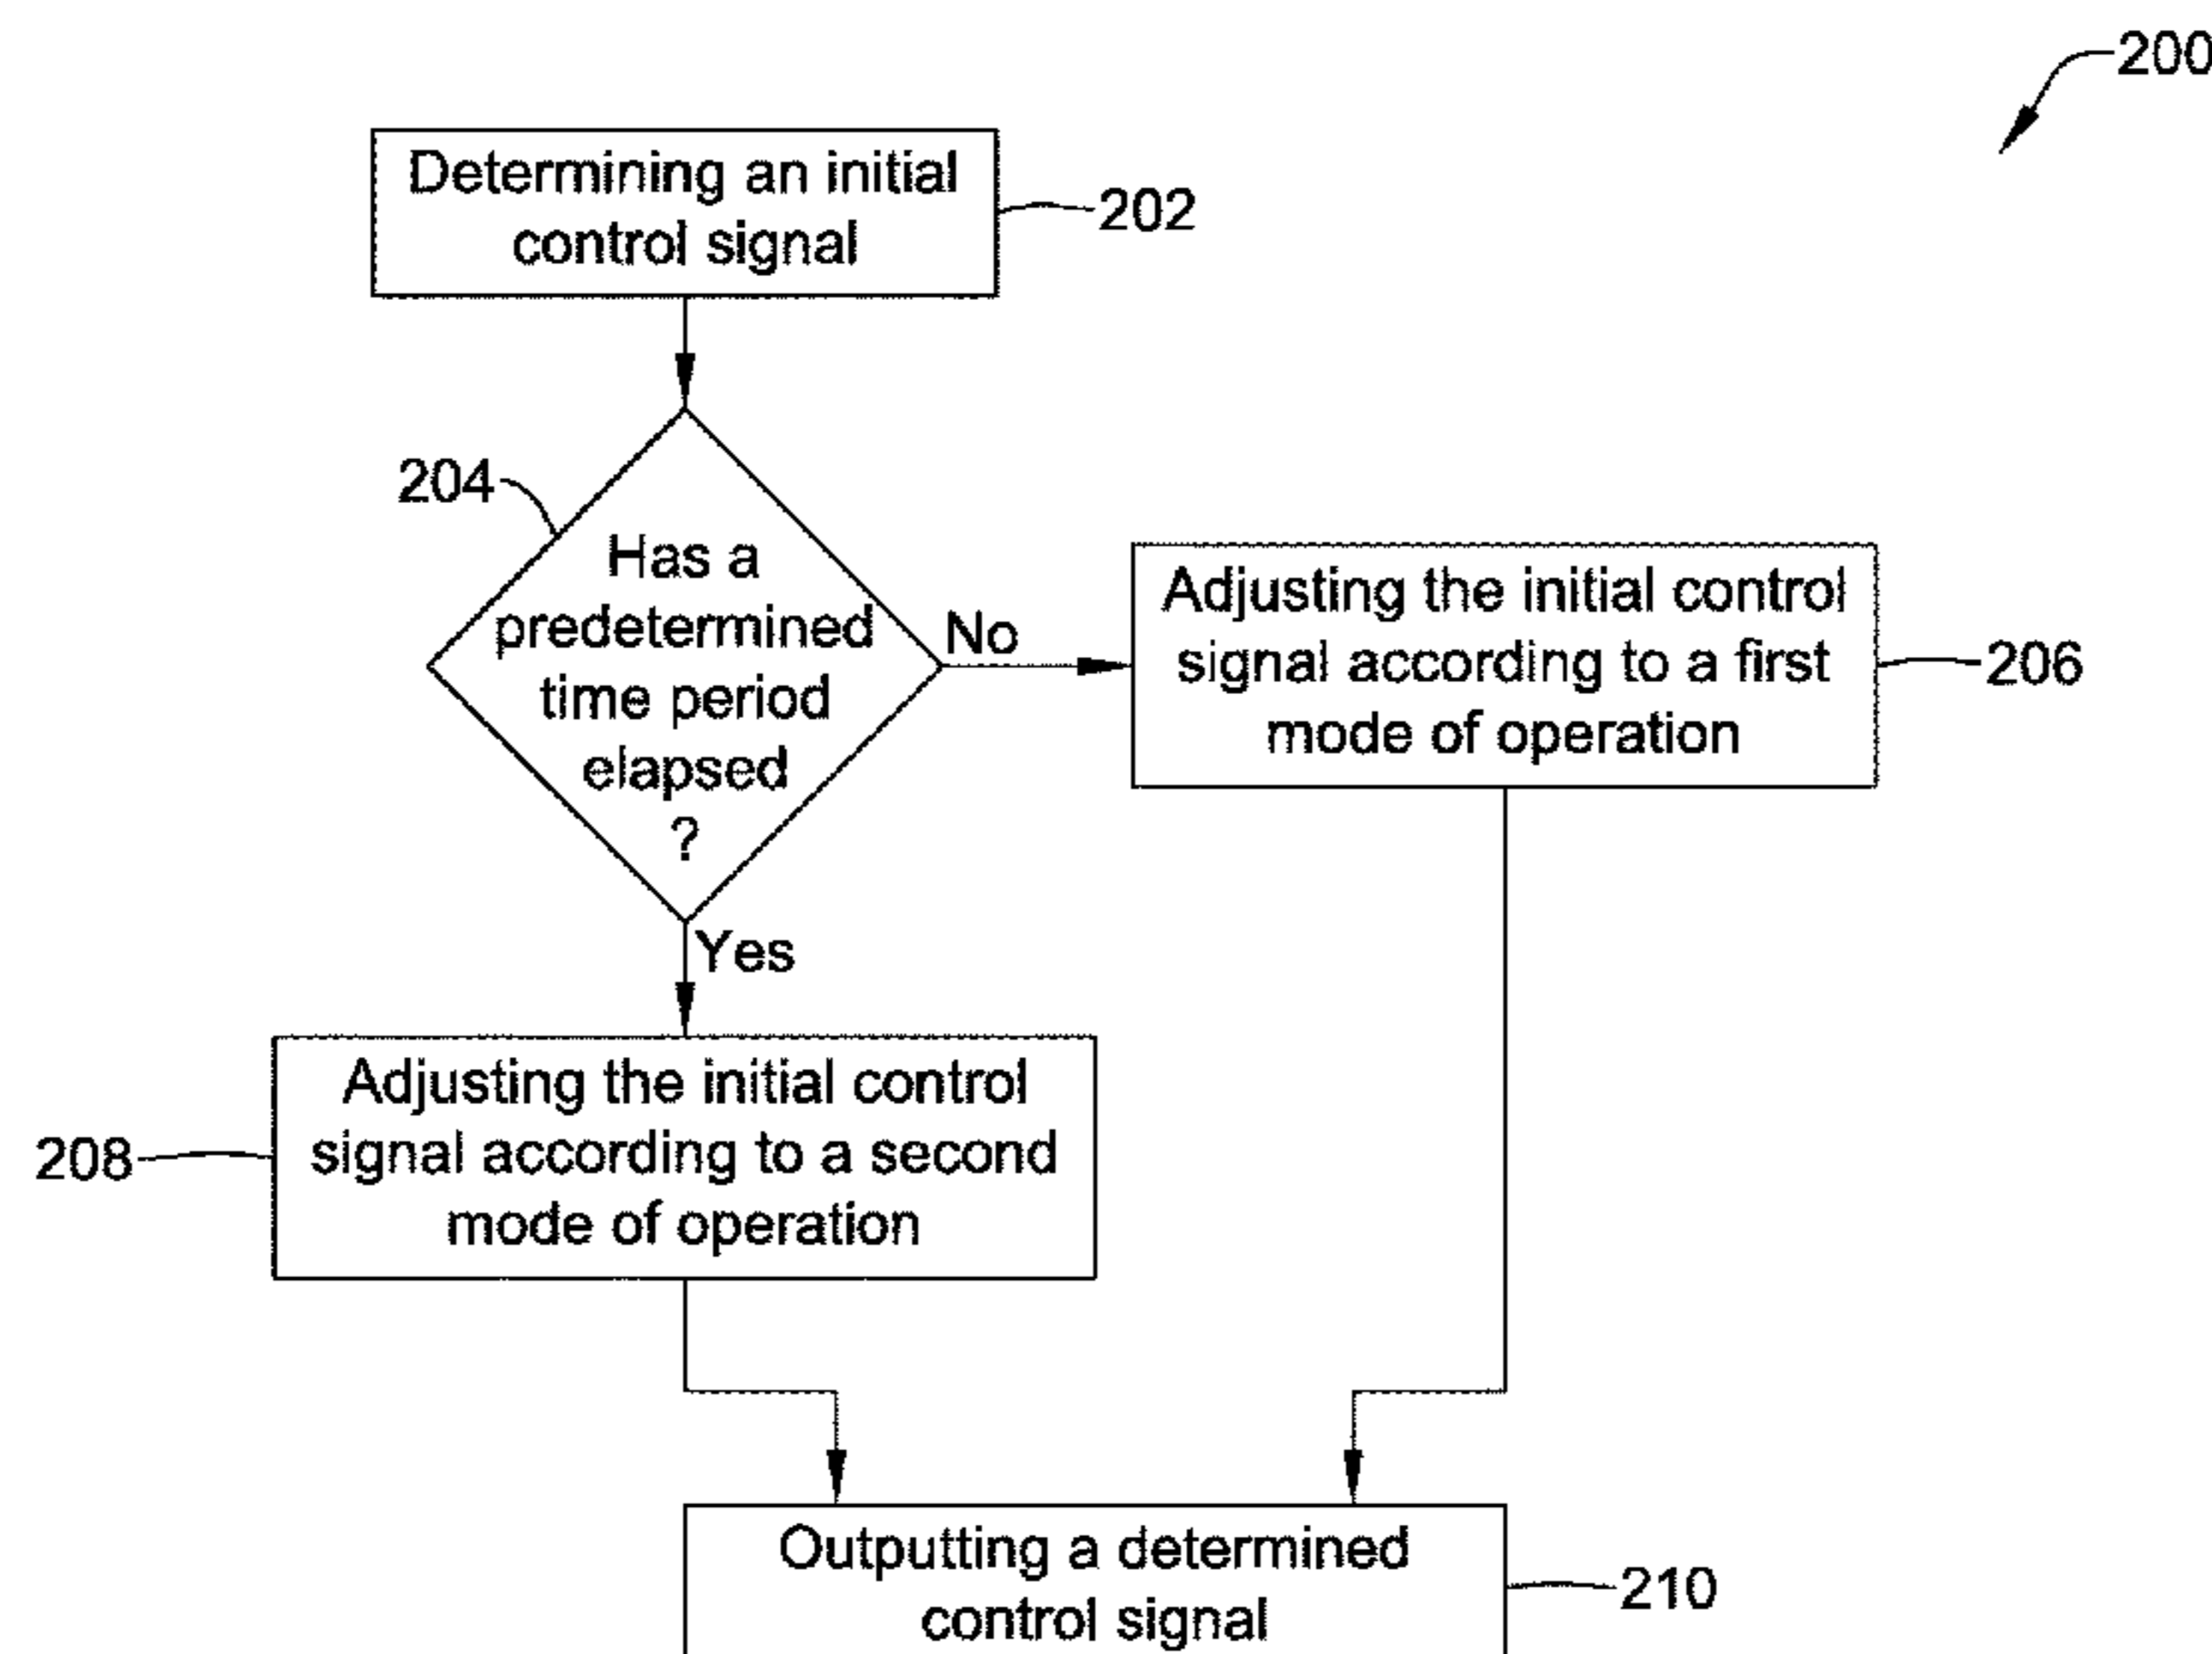 200
Determining an initial
control signal
202
204
Has a
predetermined
time period
elapsed
?
No
Adjusting the initial control
signal according to a first
mode of operation
206
Yes
208
Adjusting the initial control
signal according to a second
mode of operation
Outputting a determined
control signal
210